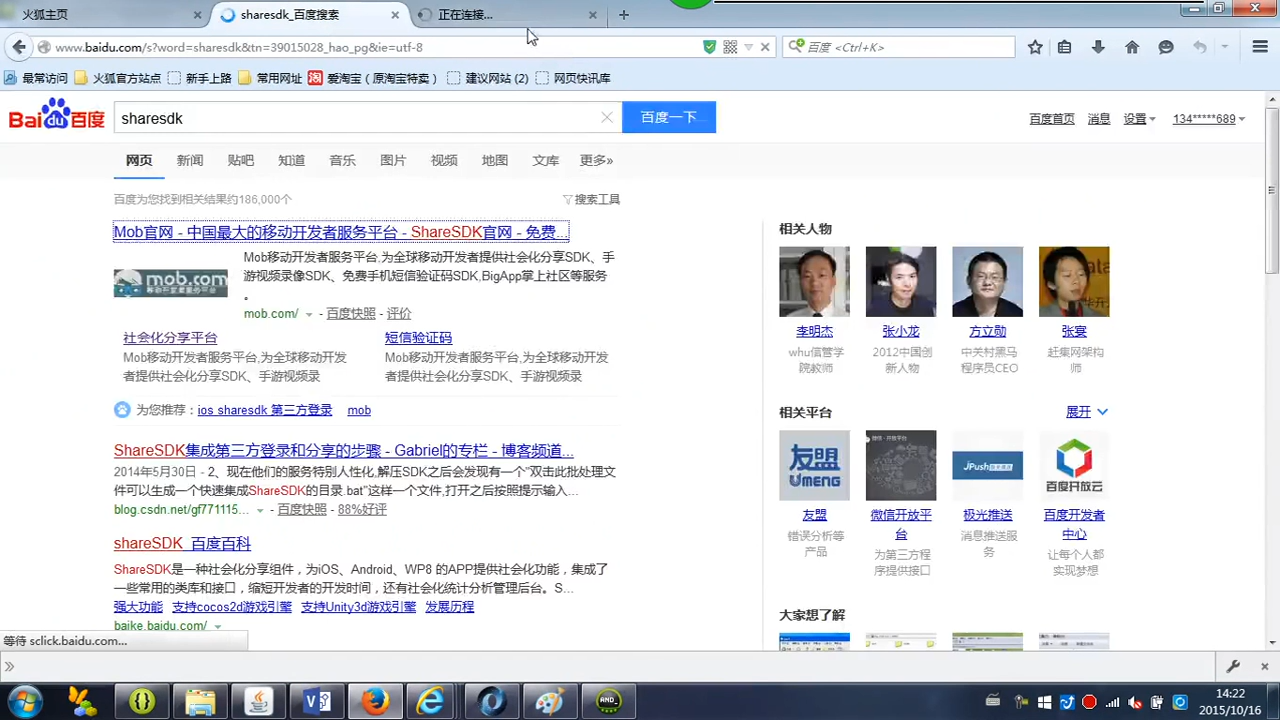 火狐主页
sharesdk_百度搜索
正在连接...
www.baidu.com/s?word=sharesdk&tn=39015028_hao_pg&ie=utf-8
百度 <Ctrl+K>
最常访问 火狐官方站点 新手上路 常用网址 淘 爱淘宝（原淘宝特卖） 建议网站 (2) 网页快讯库
Bai du 百度
sharesdk
百度一下
百度首页 消息 设置 134*****689
网页 新闻 贴吧 知道 音乐 图片 视频 地图 文库 更多»
百度为您找到相关结果约186,000个
搜索工具
Mob官网 - 中国最大的移动开发者服务平台 - ShareSDK官网 - 免费...
mob.com
移动开发者服务平台
Mob移动开发者服务平台,为全球移动开发者提供社会化分享SDK、手
游视频录像SDK、免费手机短信验证码SDK,BigApp掌上社区等服务
。
mob.com/ - 百度快照 - 评价
社会化分享平台
Mob移动开发者服务平台,为全球移动开发
者提供社会化分享SDK、手游视频录
短信验证码
Mob移动开发者服务平台,为全球移动开发
者提供社会化分享SDK、手游视频录
为您推荐：ios sharesdk 第三方登录 mob
ShareSDK集成第三方登录和分享的步骤 - Gabriel的专栏 - 博客频道...
2014年5月30日 - 2、现在他们的服务特别人性化,解压SDK之后会发现有一个“双击此批处理文
件可以生成一个快速集成ShareSDK的目录.bat”这样一个文件,打开之后按照提示输入...
blog.csdn.net/gf771115... - 百度快照 - 88%好评
shareSDK_百度百科
ShareSDK是一种社会化分享组件，为iOS、Android、WP8 的APP提供社会化功能，集成了
一些常用的类库和接口，缩短开发者的开发时间，还有社会化统计分析管理后台。S...
强大功能 支持cocos2d游戏引擎 支持Unity3d游戏引擎 发展历程
baike.baidu.com/
相关人物
李明杰 张小龙 方立勋 张宴
whu信管学
院教师
2012中国创
新人物
中关村黑马
程序员CEO
赶集网架构
师
相关平台
展开
友盟
UMENG
微信·开放平台
JPush
百度开放云
友盟
错误分析等
产品
微信开放平
台
为第三方程
序提供接口
极光推送
消息推送服
务
百度开发者
中心
让每个人都
实现梦想
大家想了解
等待 sclick.baidu.com...
»
AND_
14:22
2015/10/16